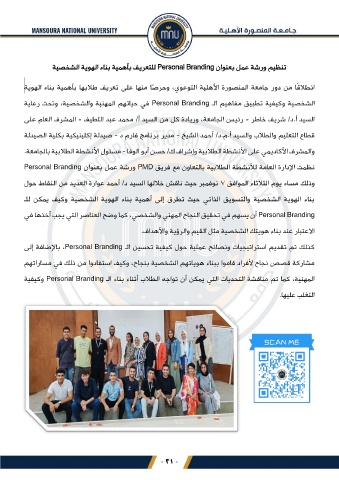 MANSOURA NATIONAL UNIVERSITY
جـامـعـة المنصـورة الأهـليـة
تنظيم ورشة عمل بعنوان Personal Branding للتعريف بأهمية بناء الهوية الشخصية
انطلاقًا من دور جامعة المنصورة الأهلية التوعوي، وحرصًا منها على تعريف طلابها بأهمية بناء الهوية
الشخصية وكيفية تطبيق مفاهيم الـ Personal Branding في حياتهم المهنية والشخصية، وتحت رعاية
السيد أ.د/ شريف خاطر - رئيس الجامعة، وريادة كل من السيد أ/ محمد عبد اللطيف - المشرف العام على
قطاع التعليم والطلاب والسيد أ.م.د/ أحمد الشيخ - مدير برنامج فارم د - صيدلة إكلينيكية بكلية الصيدلة
والمشرف الأكاديمي على الأنشطة الطلابية وإشراف ك/ حسن أبو الوفا - مسئول الأنشطة الطلابية بالجامعة.
نظمت الإدارة العامة للأنشطة الطلابية بالتعاون مع فريق PMD ورشة عمل بعنوان Personal Branding
وذلك مساء يوم الثلاثاء الموافق ٧ نوفمبر حيث ناقش خلالها السيد د/ أحمد عوارة العديد من النقاط حول
بناء الهوية الشخصية والتسويق الذاتي حيث تطرق إلى أهمية بناء الهوية الشخصية وكيف يمكن للـ
Personal Branding أن يسهم في تحقيق النجاح المهني والشخصي، كما وضح العناصر التي يجب أخذها في
الاعتبار عند بناء هويتك الشخصية مثل القيم والرؤية والأهداف.
كذلك تم تقديم استراتيجيات ونصائح عملية حول كيفية تحسين الـ Personal Branding، بالإضافة إلى
مشاركة قصص نجاح لأفراد قاموا ببناء هوياتهم الشخصية بنجاح، وكيف استفادوا من ذلك في مساراتهم
المهنية، كما تم مناقشة التحديات التي يمكن أن تواجه الطلاب أثناء بناء الـ Personal Branding وكيفية
التغلب عليها.
SCAN ME
- ٣١ -